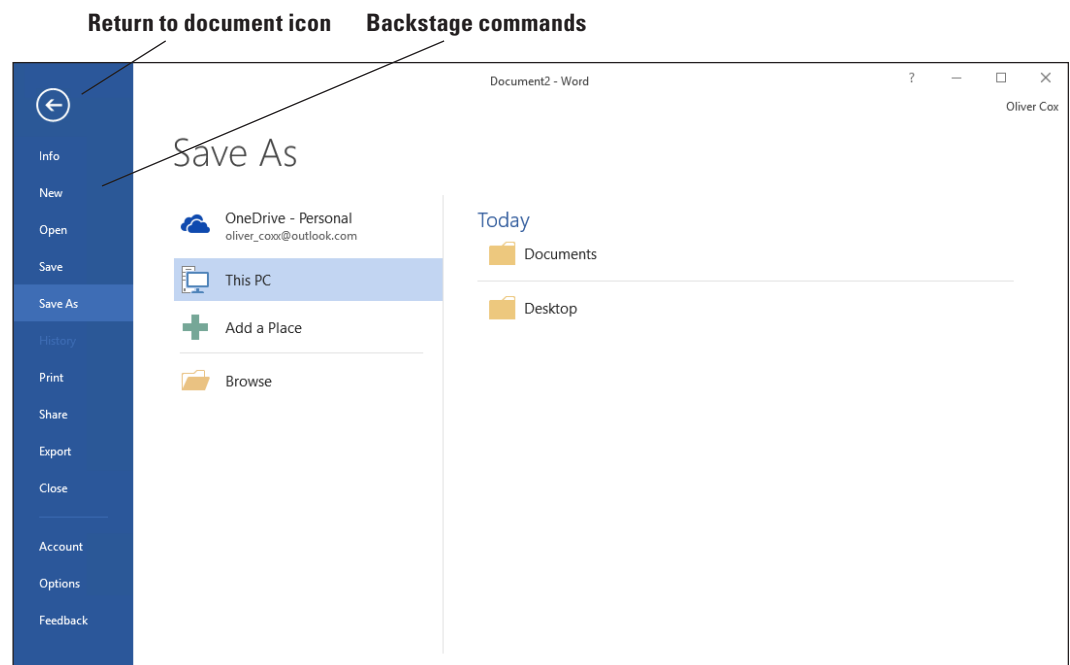 Return to document icon
Backstage commands
Document2 - Word
?
Oliver Cox
Info
New
Open
Save
Save As
History
Print
Share
Export
Close
Account
Options
Feedback
Save As
OneDrive - Personal
oliver_coxx@outlook.com
This PC
Add a Place
Browse
Today
Documents
Desktop